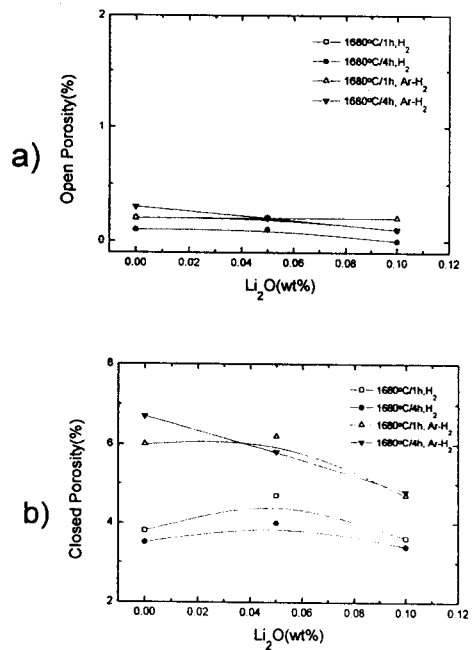 a)
Open Porosity(%)
2
1
0
1680°C/1h,H₂
1680°C/4h,H₂
1680°C/1h, Ar-H₂
1680°C/4h, Ar-H₂
0.00 0.02 0.04 0.06 0.08 0.10 0.12
Li₂O(wt%)
b)
Closed Porosity(%)
8
6
4
2
1680°C/1h,H₂
1680°C/4h,H₂
1680°C/1h, Ar-H₂
1680°C/4h, Ar-H₂
0.00 0.02 0.04 0.06 0.08 0.10 0.12
Li₂O(wt%)